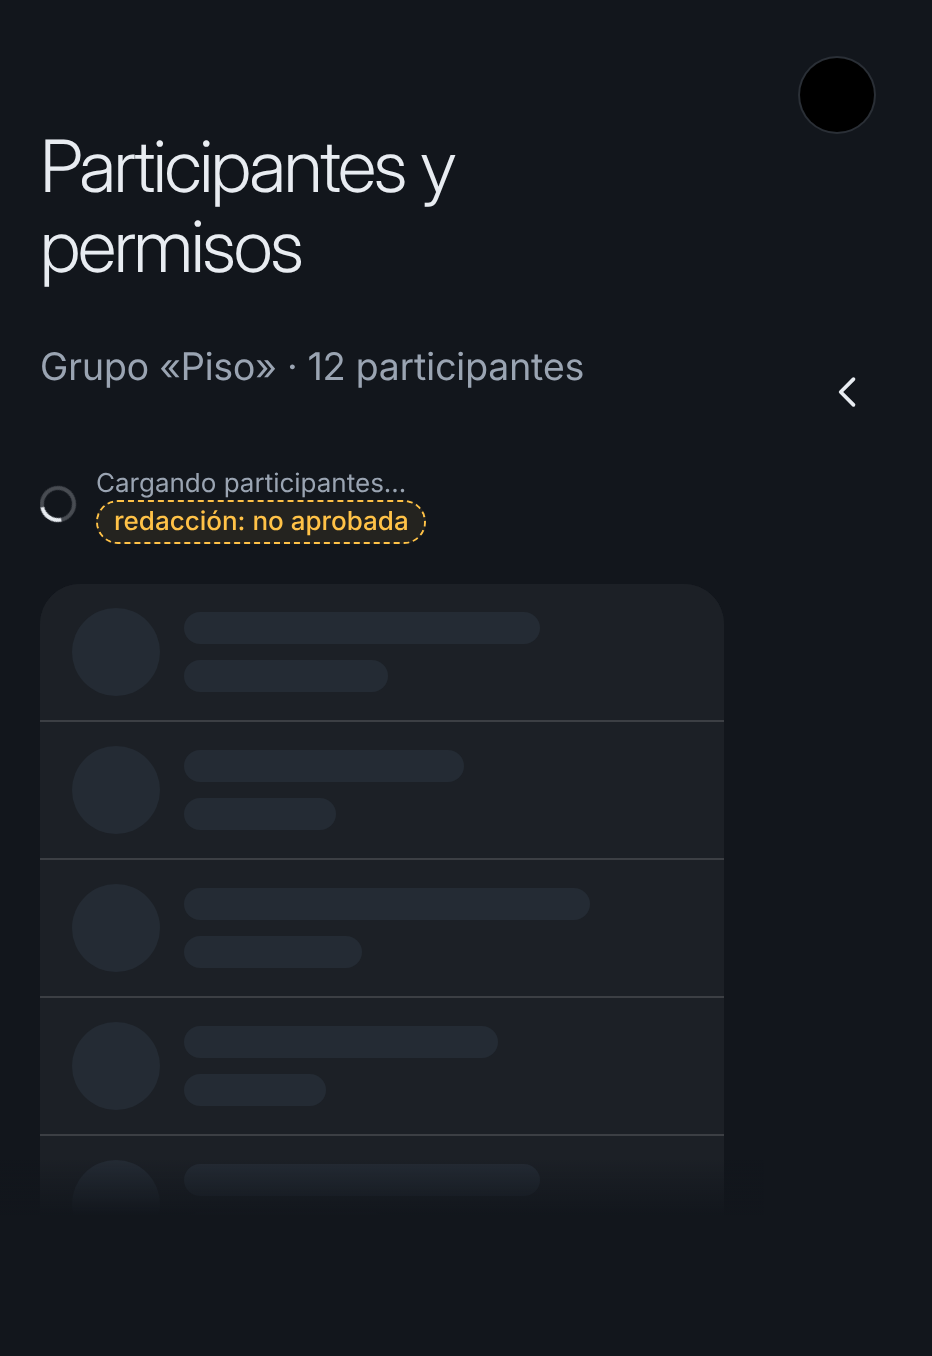 Participantes y
permisos
Grupo «Piso» · 12 participantes
Cargando participantes...
redacción: no aprobada